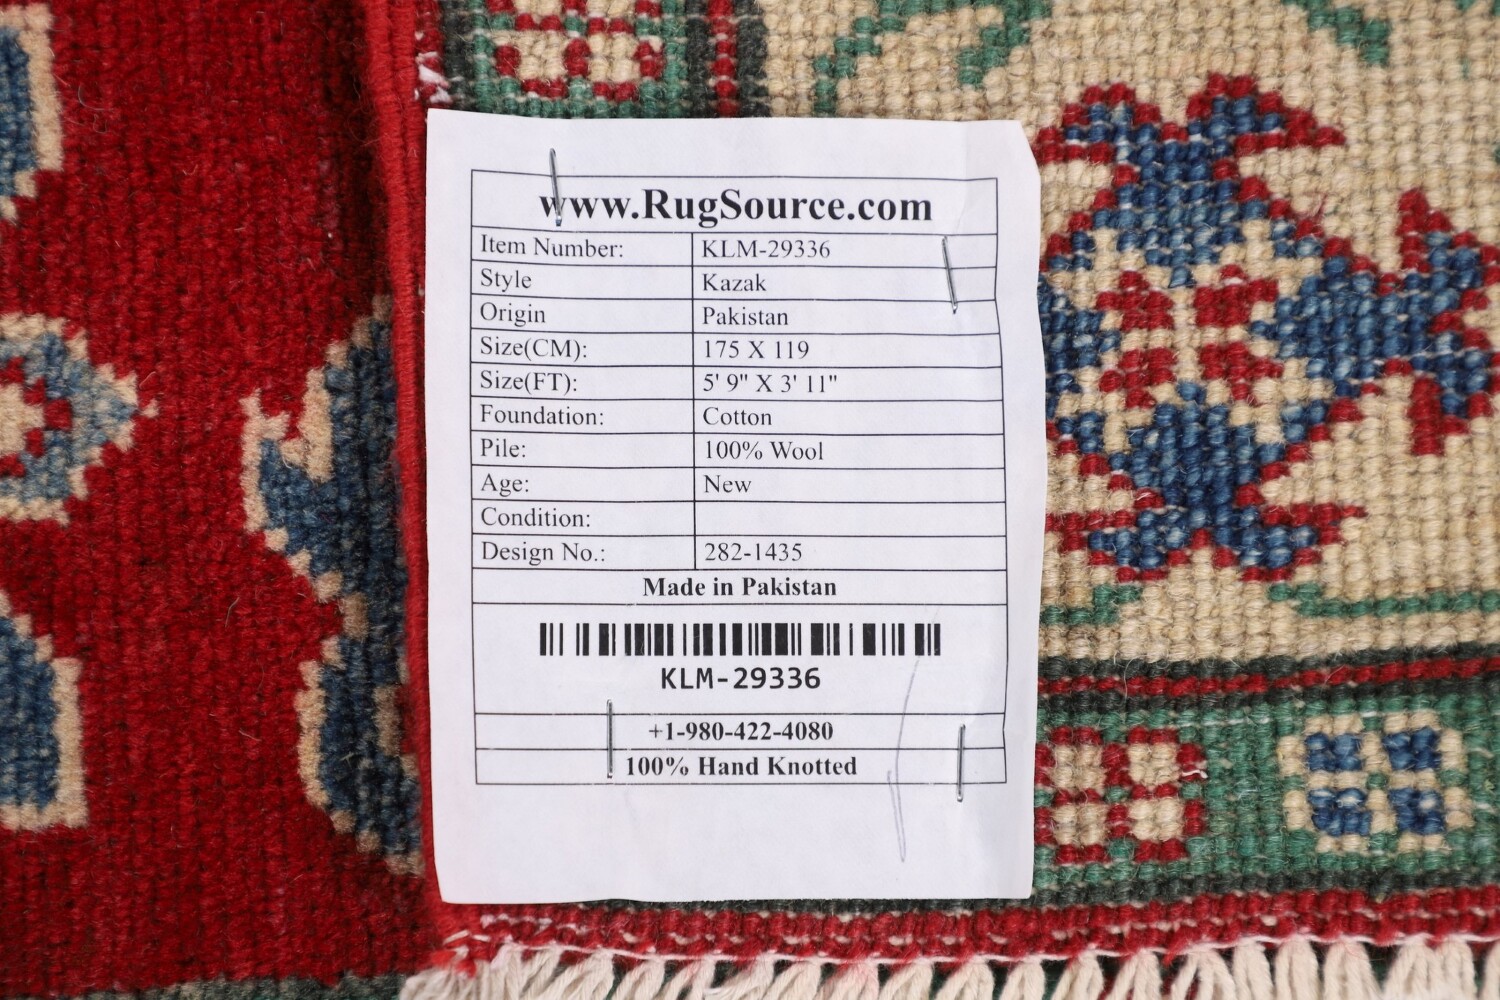 www.RugSource.com
Item Number: KLM-29336
Style Kazak
Origin Pakistan
Size(CM): 175 X 119
Size(FT): 5' 9" X 3' 11"
Foundation: Cotton
Pile: 100% Wool
Age: New
Condition:
Design No.: 282-1435
Made in Pakistan
KLM-29336
+1-980-422-4080
100% Hand Knotted